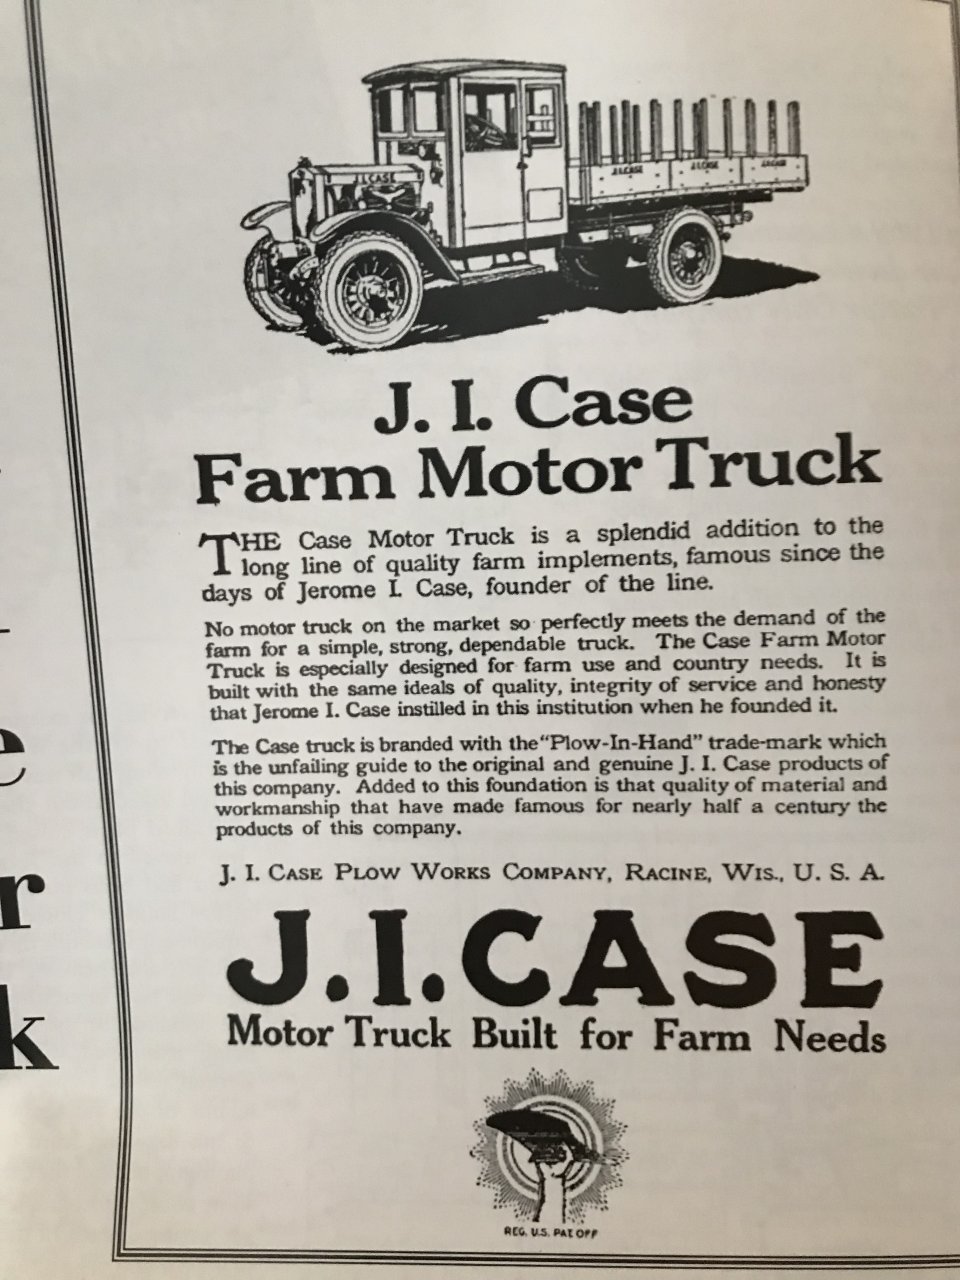 J.I.CASE
J.I.CASE
J.I.CASE
J.I.CASE
J. I. Case
Farm Motor Truck
THE Case Motor Truck is a splendid addition to the
long line of quality farm implements, famous since the
days of Jerome I. Case, founder of the line.
No motor truck on the market so perfectly meets the demand of the
farm for a simple, strong, dependable truck. The Case Farm Motor
Truck is especially designed for farm use and country needs. It is
built with the same ideals of quality, integrity of service and honesty
that Jerome I. Case instilled in this institution when he founded it.
The Case truck is branded with the "Plow-In-Hand" trade-mark which
is the unfailing guide to the original and genuine J. I. Case products of
this company. Added to this foundation is that quality of material and
workmanship that have made famous for nearly half a century the
products of this company.
J. I. CASE PLOW WORKS COMPANY, RACINE, WIS., U. S. A.
J.I.CASE
Motor Truck Built for Farm Needs
REG. U.S. PAT OFF
e
r
k